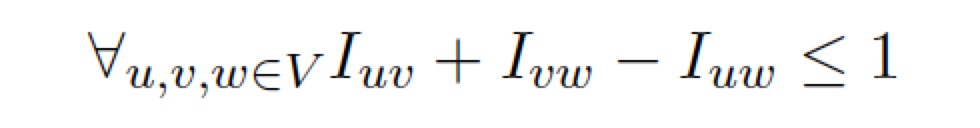 ∀_{u,v,w∈V} I_{uv} + I_{vw} − I_{uw} ≤ 1